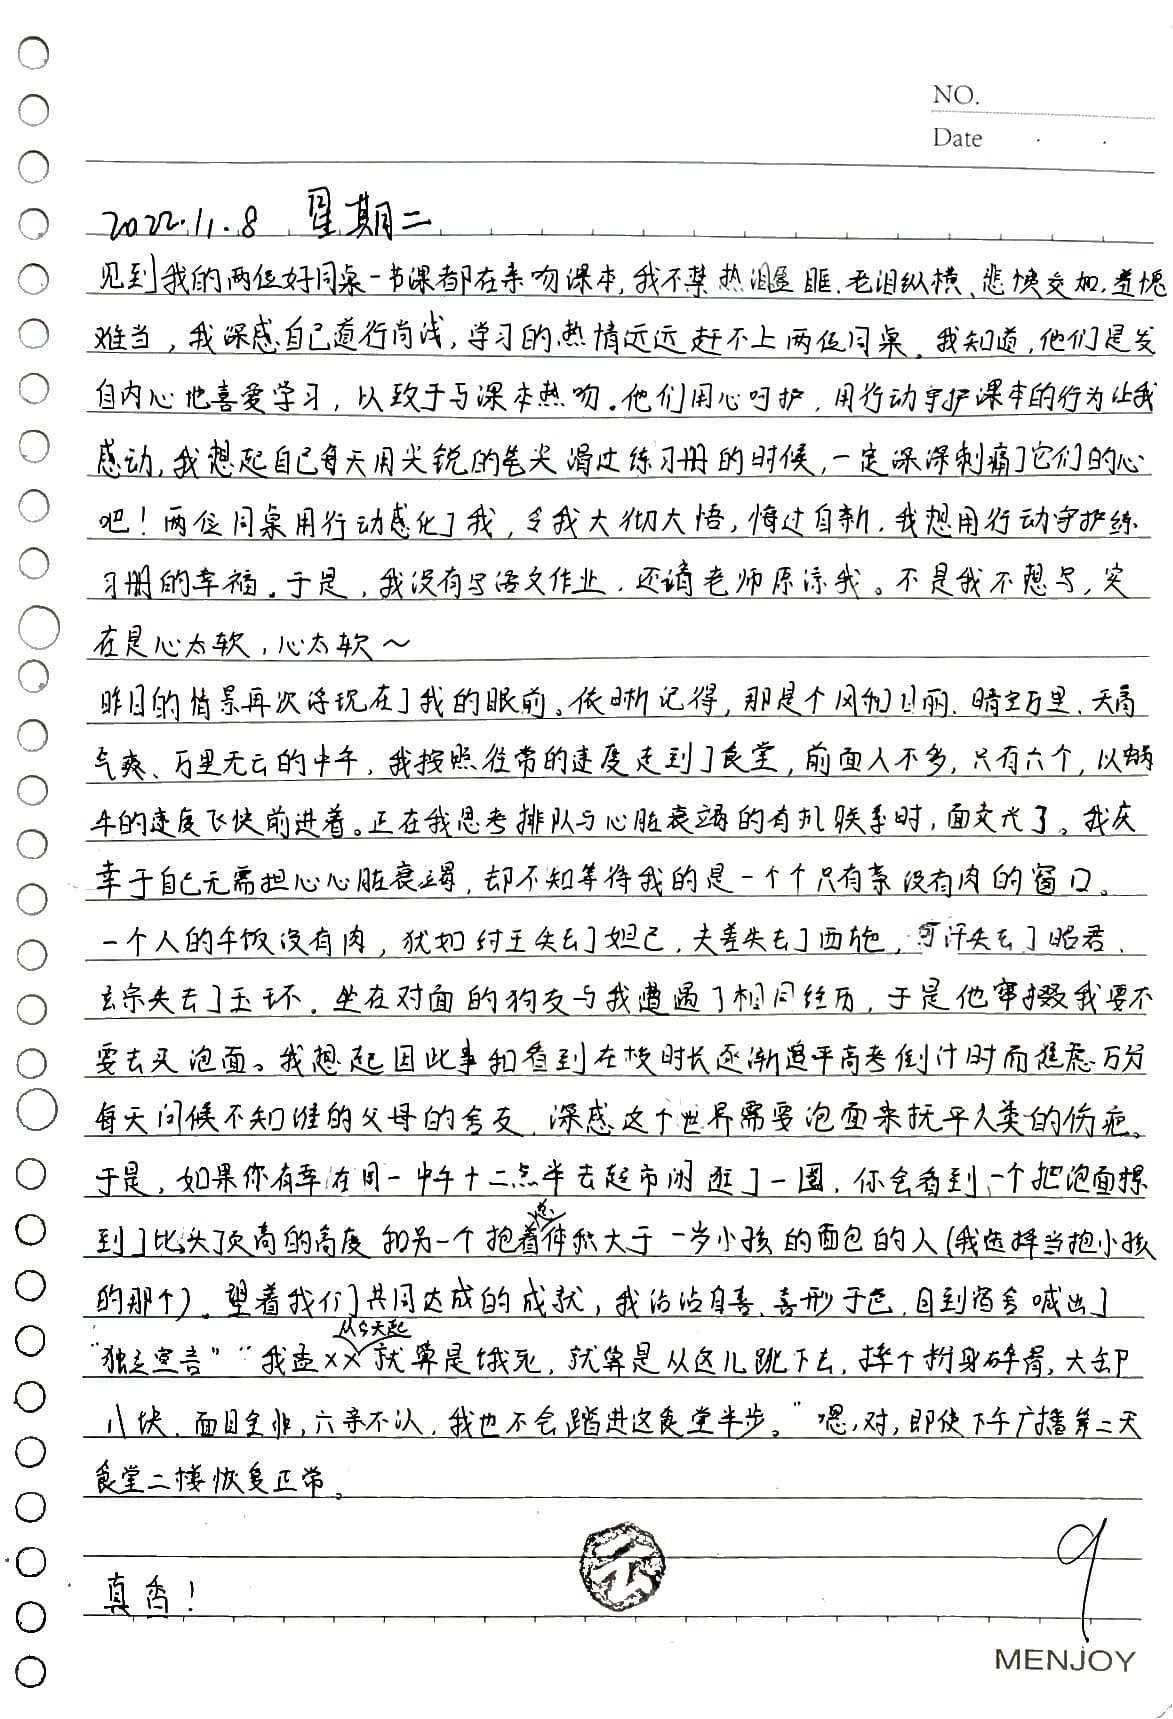 NO.
Date
2022.11.8 星期二
见到我的两位好同桌一节课都在亲吻课本，我不禁热泪盈眶、老泪纵横、悲愧交加、羞愧
难当，我深感自己道行尚浅，学习的热情远远赶不上两位同桌。我知道，他们是发
自内心地喜爱学习，以致于与课本热吻。他们用心呵护，用行动守护课本的行为让我
感动，我想起自己每天用尖锐的笔尖滑过练习册的时候，一定深深刺痛了它们的心
吧！两位同桌用行动感化了我，令我大彻大悟，悔过自新，我想用行动守护练
习册的幸福。于是，我没有写语文作业，还请老师原谅我。不是我不想写，实
在是心太软，心太软～
昨日的情景再次浮现在了我的眼前。依晰记得，那是个风和日丽、晴空万里、天高
气爽、万里无云的中午，我按照往常的速度走到了食堂，前面人不多，只有六个，以蜗
牛的速度飞快前进着。正在我思考排队与心脏衰竭的有机联系时，面卖光了。我庆
幸于自己无需担心心脏衰竭，却不知等待我的是一个个只有菜没有肉的窗口。
一个人的午饭没有肉，犹如纣王失去了妲己，夫差失去了西施，可汗失去了昭君、
玄宗失去了玉环。坐在对面的狗友与我遭遇了相同经历，于是他窜掇我要不
要去买泡面。我想起因此事和看到在校时长逐渐追平高考倒计时而焦虑万分
每天问候不知谁的父母的舍友，深感这个世界需要泡面来抚平人类的伤疤。
于是，如果你有幸在周一中午十二点半去超市闲逛了一圈，你会看到一个把泡面摞
到了比头顶高的高度和另一个抱着总体积大于一岁小孩的面包的人（我选择当抱小孩
的那个）。望着我们共同达成的成就，我沾沾自喜、喜形于色，回到宿舍喊出了
“独立宣言”“我孟××从今天起就算是饿死，就算是从这儿跳下去，摔个粉身碎骨，大卸
八块、面目全非，六亲不认，我也不会踏进这食堂半步。”嗯，对，即使下午广播第二天
食堂二楼恢复正常。
真香！
云
9
MENJOY